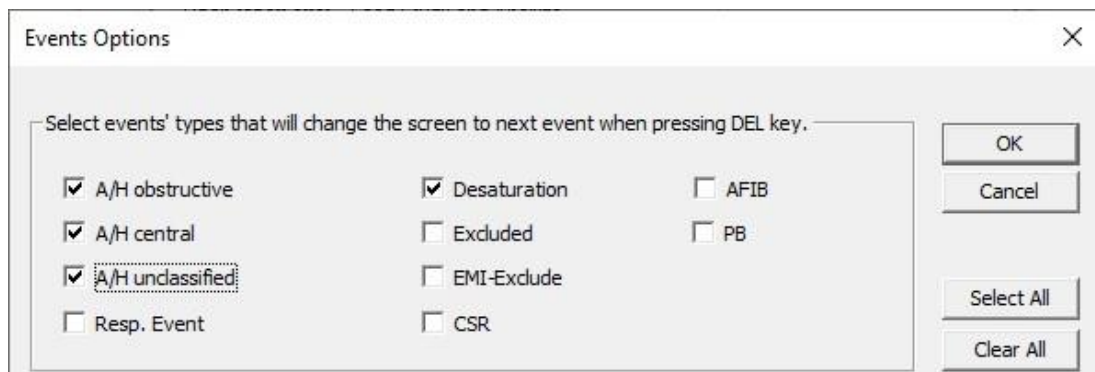 Events Options
Select events' types that will change the screen to next event when pressing DEL key.
OK
A/H obstructive Desaturation AFIB
Cancel
A/H central Excluded PB
A/H unclassified EMI-Exclude
Select All
Resp. Event CSR
Clear All